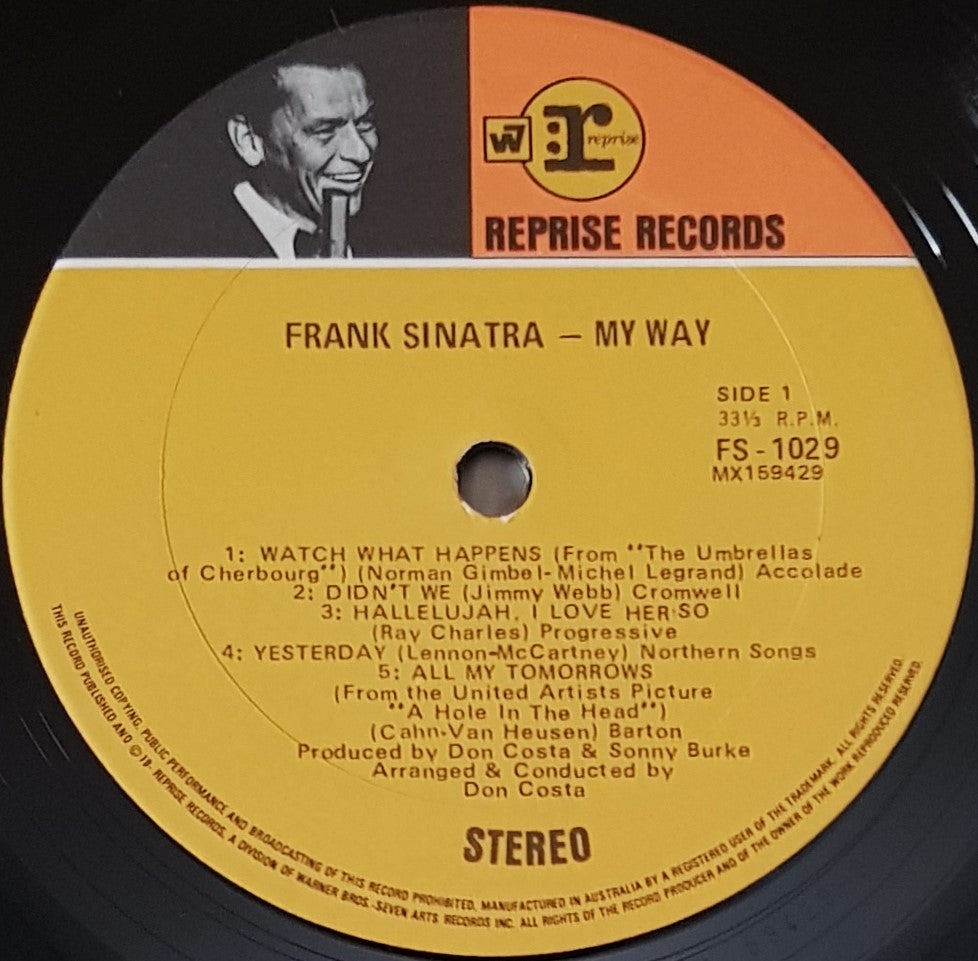 W7
r reprise
REPRISE RECORDS
FRANK SINATRA – MY WAY
SIDE 1
33⅓ R.P.M.
FS - 1029
MX159429
1: WATCH WHAT HAPPENS (From "The Umbrellas
of Cherbourg") (Norman Gimbel-Michel Legrand) Accolade
2: DIDN'T WE (Jimmy Webb) Cromwell
3: HALLELUJAH, I LOVE HER SO
(Ray Charles) Progressive
4: YESTERDAY (Lennon-McCartney) Northern Songs
5: ALL MY TOMORROWS
(From the United Artists Picture
"A Hole In The Head")
(Cahn-Van Heusen) Barton
Produced by Don Costa & Sonny Burke
Arranged & Conducted by
Don Costa
STEREO
UNAUTHORISED COPYING, PUBLIC PERFORMANCE AND BROADCASTING OF THIS RECORD PROHIBITED. MANUFACTURED IN AUSTRALIA BY A REGISTERED USER OF THE TRADEMARK. ALL RIGHTS RESERVED.
THIS RECORD PUBLISHED AND © IB- REPRISE RECORDS, A DIVISION OF WARNER BROS.-SEVEN ARTS RECORDS INC. ALL RIGHTS OF THE RECORD PRODUCER AND OF THE OWNER OF THE WORK REPRODUCED RESERVED.